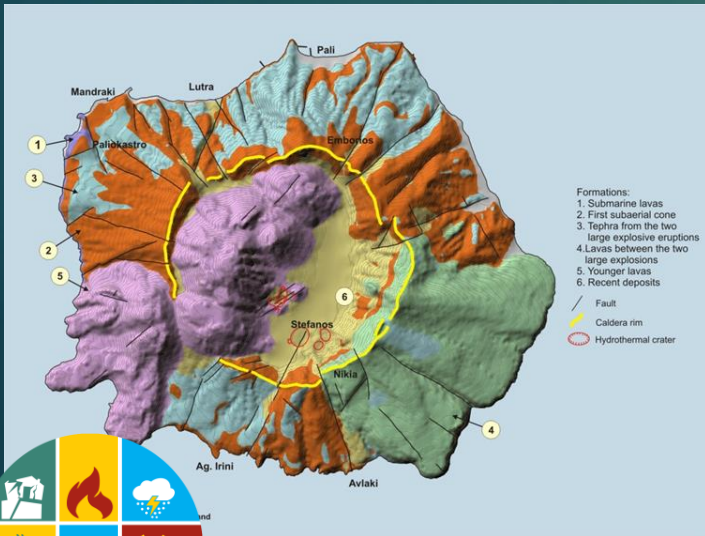 Pali
Mandraki
Lutra
1
Paliokastro
Emborios
3
2
5
6
Stefanos
Nikia
4
Ag. Irini
Avlaki
Formations:
1. Submarine lavas
2. First subaerial cone
3. Tephra from the two
large explosive eruptions
4.Lavas between the two
large explosions
5. Younger lavas
6. Recent deposits
Fault
Caldera rim
Hydrothermal crater